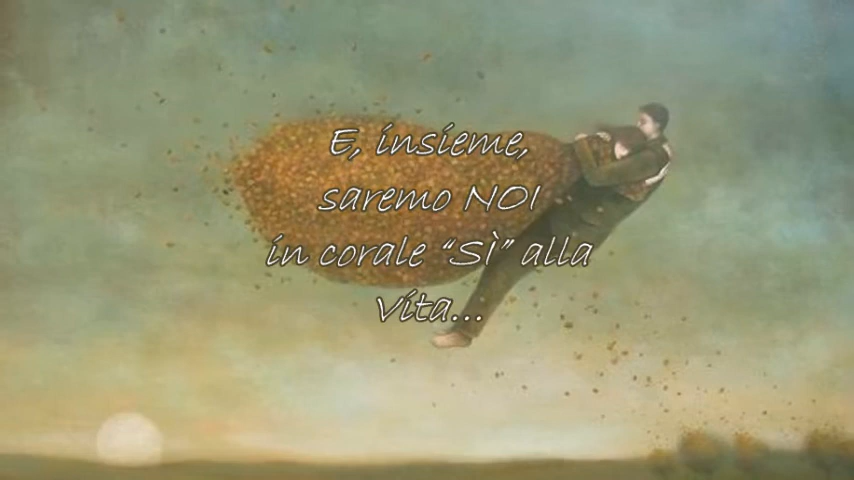 E, insieme,
saremo NOI
in corale “SÌ” alla
Vita...